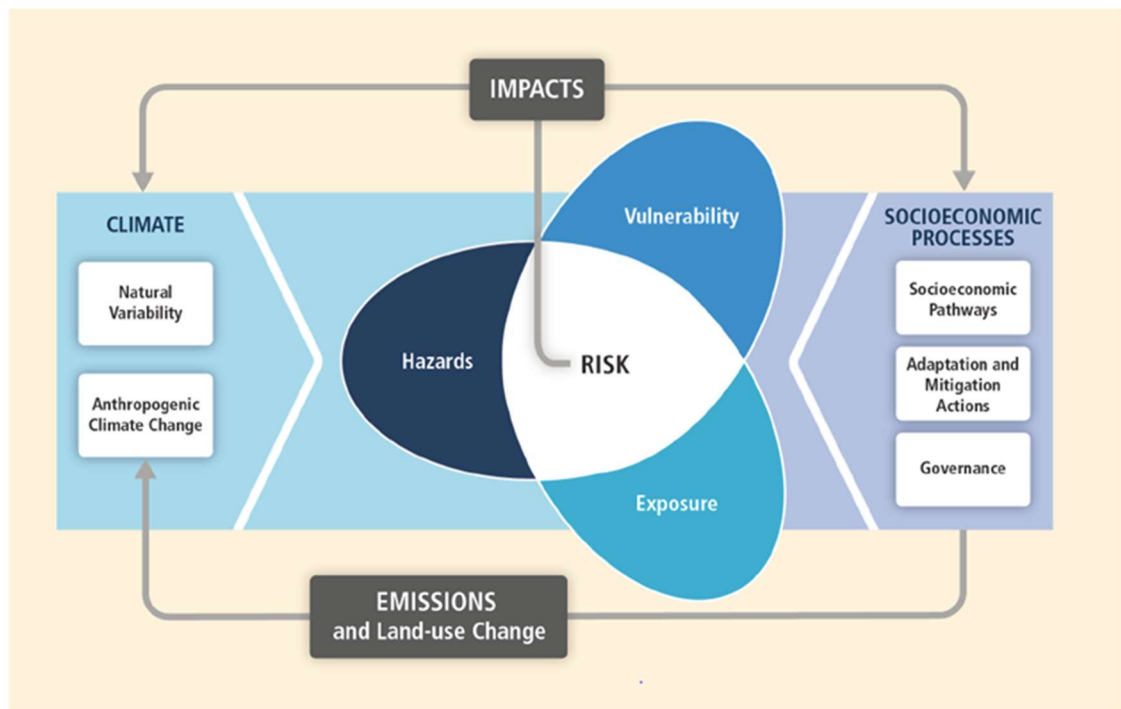 IMPACTS
CLIMATE
Natural
Variability
Anthropogenic
Climate Change
Vulnerability
Hazards
RISK
Exposure
SOCIOECONOMIC
PROCESSES
Socioeconomic
Pathways
Adaptation and
Mitigation
Actions
Governance
EMISSIONS
and Land-use Change